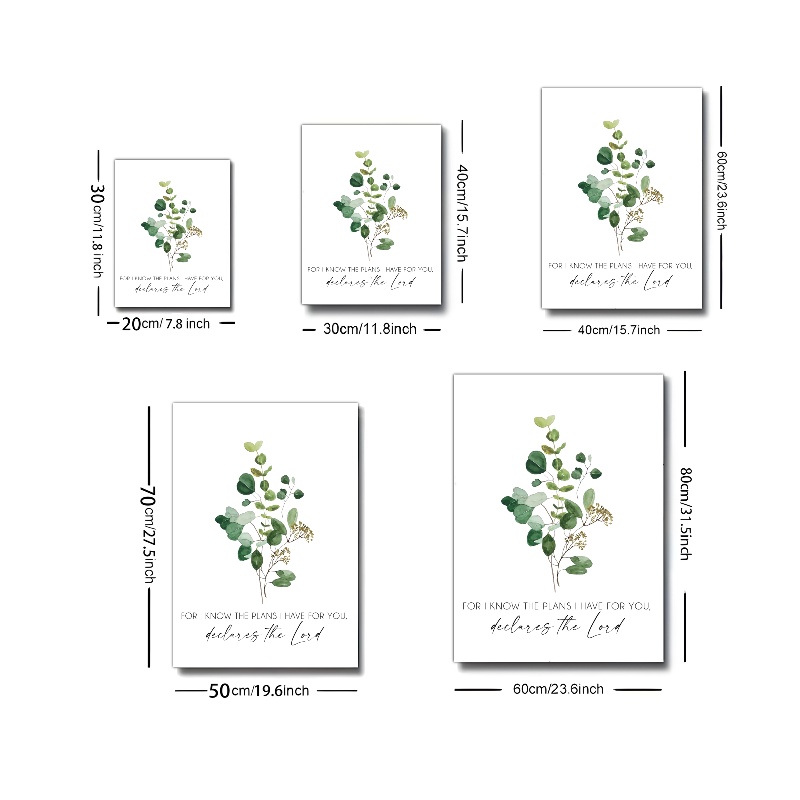 30cm/11.8 inch
FOR I KNOW THE PLANS I HAVE FOR YOU,
declares the Lord
20cm/ 7.8 inch
FOR I KNOW THE PLANS I HAVE FOR YOU,
declares the Lord
40cm/15.7inch
30cm/11.8inch
FOR I KNOW THE PLANS I HAVE FOR YOU,
declares the Lord
60cm/23.6inch
40cm/15.7inch
70cm/27.5inch
FOR I KNOW THE PLANS I HAVE FOR YOU,
declares the Lord
50cm/19.6inch
FOR I KNOW THE PLANS I HAVE FOR YOU,
declares the Lord
80cm/31.5inch
60cm/23.6inch